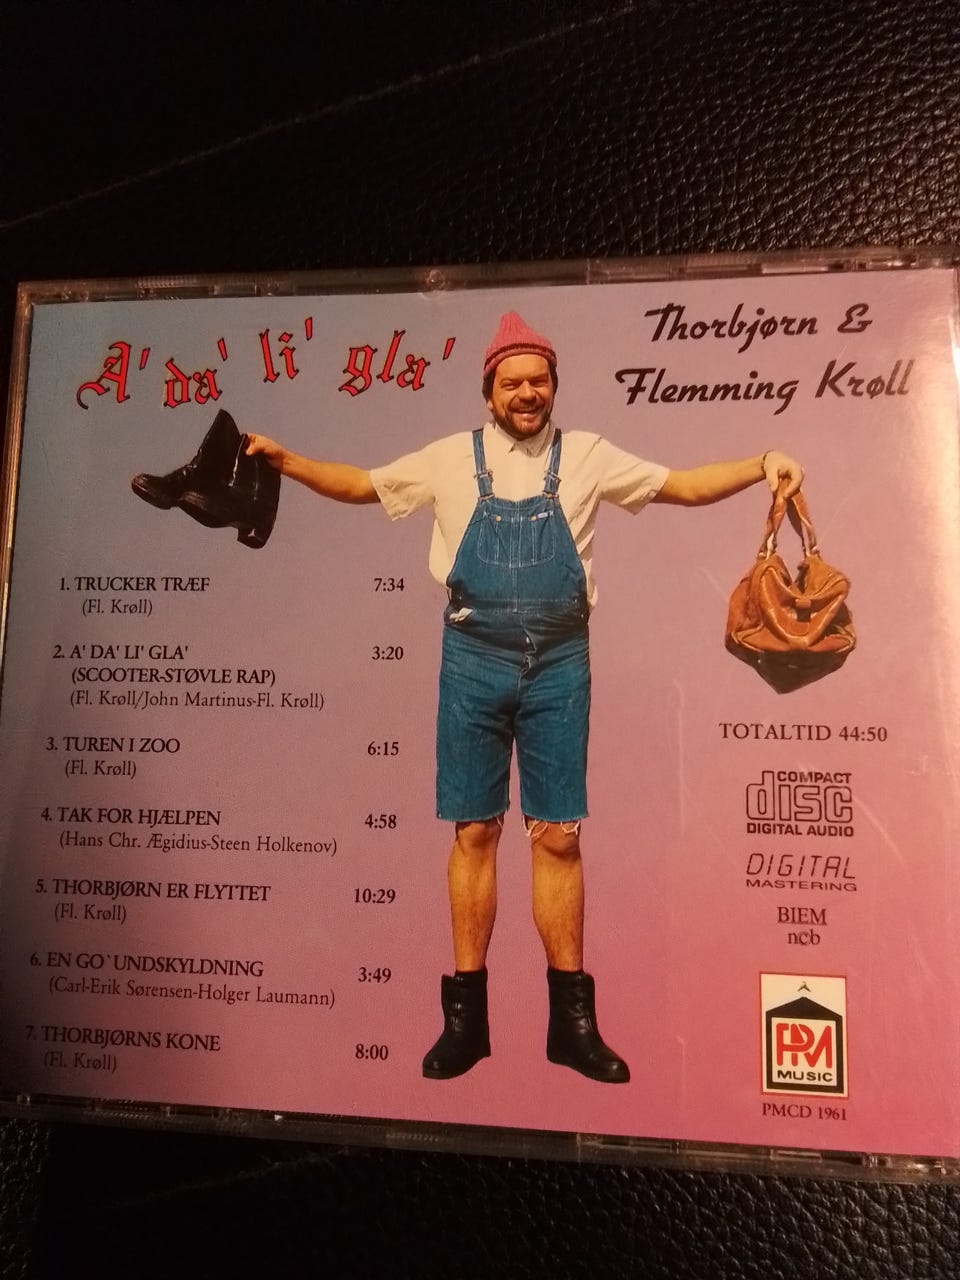 A' da' li' gla'
Thorbjørn &
Flemming Krøll
1. TRUCKER TRÆF 7:34
(Fl. Krøll)
2. A' DA' LI' GLA' 3:20
(SCOOTER-STØVLE RAP)
(Fl. Krøll/John Martinus-Fl. Krøll)
3. TUREN I ZOO 6:15
(Fl. Krøll)
4. TAK FOR HJÆLPEN 4:58
(Hans Chr. Ægidius-Steen Holkenov)
5. THORBJØRN ER FLYTTET 10:29
(Fl. Krøll)
6. EN GO`UNDSKYLDNING 3:49
(Carl-Erik Sørensen-Holger Laumann)
7. THORBJØRNS KONE 8:00
(Fl. Krøll)
TOTALTID 44:50
COMPACT
disc
DIGITAL AUDIO
DIGITAL
MASTERING
BIEM
ncb
PM
MUSIC
PMCD 1961